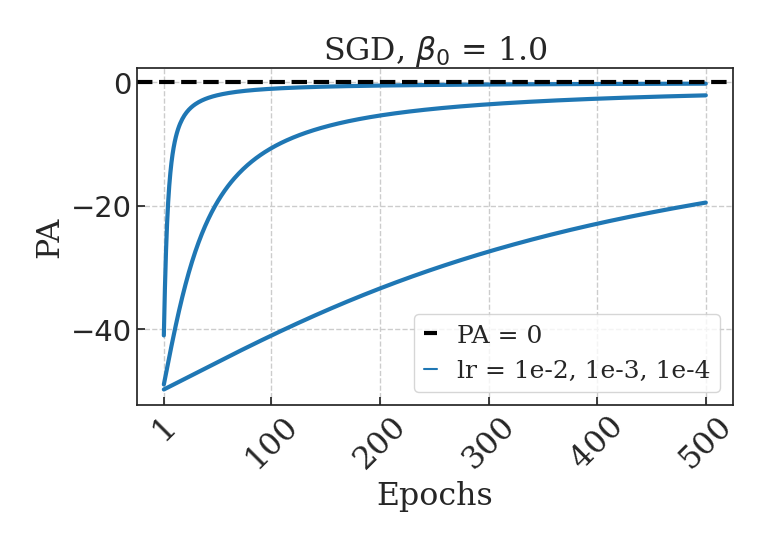 SGD, β₀ = 1.0
0
−20
−40
PA
PA = 0
lr = 1e-2, 1e-3, 1e-4
1
100
200
300
400
500
Epochs